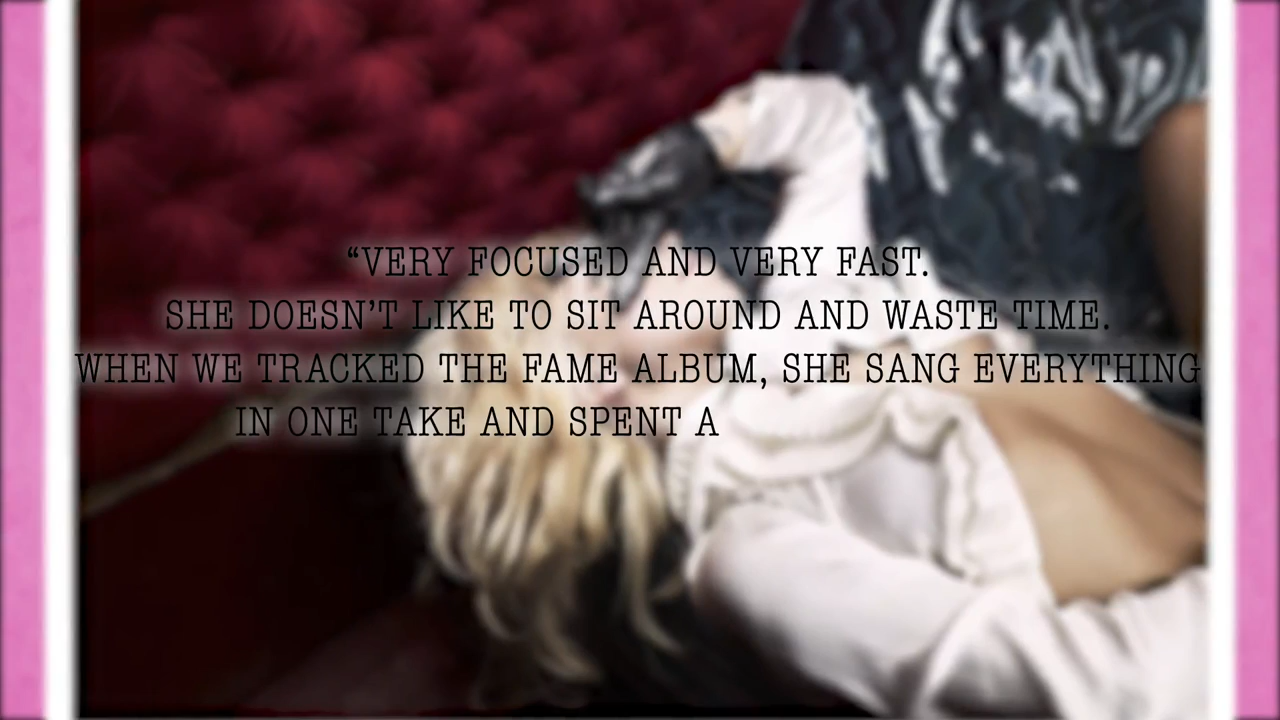 “VERY FOCUSED AND VERY FAST.
SHE DOESN’T LIKE TO SIT AROUND AND WASTE TIME.
WHEN WE TRACKED THE FAME ALBUM, SHE SANG EVERYTHING
IN ONE TAKE AND SPENT A